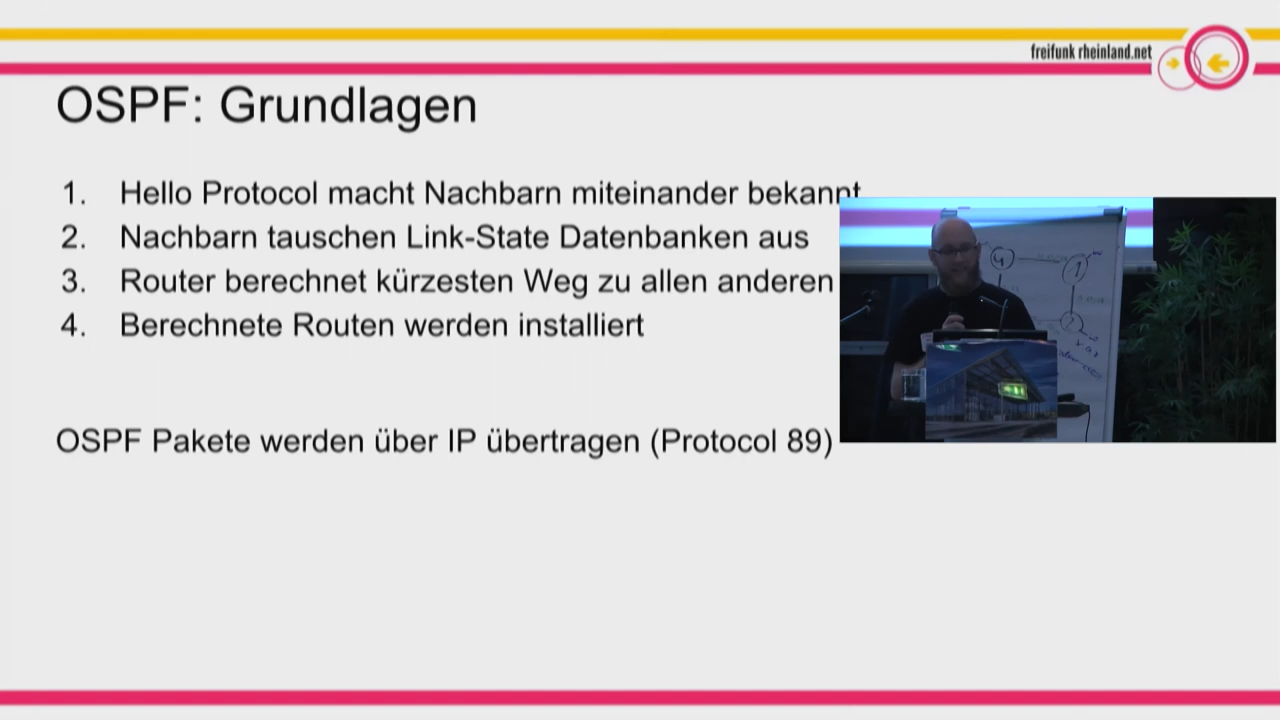 freifunk rheinland.net
OSPF: Grundlagen
1. Hello Protocol macht Nachbarn miteinander bekannt
2. Nachbarn tauschen Link-State Datenbanken aus
3. Router berechnet kürzesten Weg zu allen anderen
4. Berechnete Routen werden installiert
OSPF Pakete werden über IP übertragen (Protocol 89)